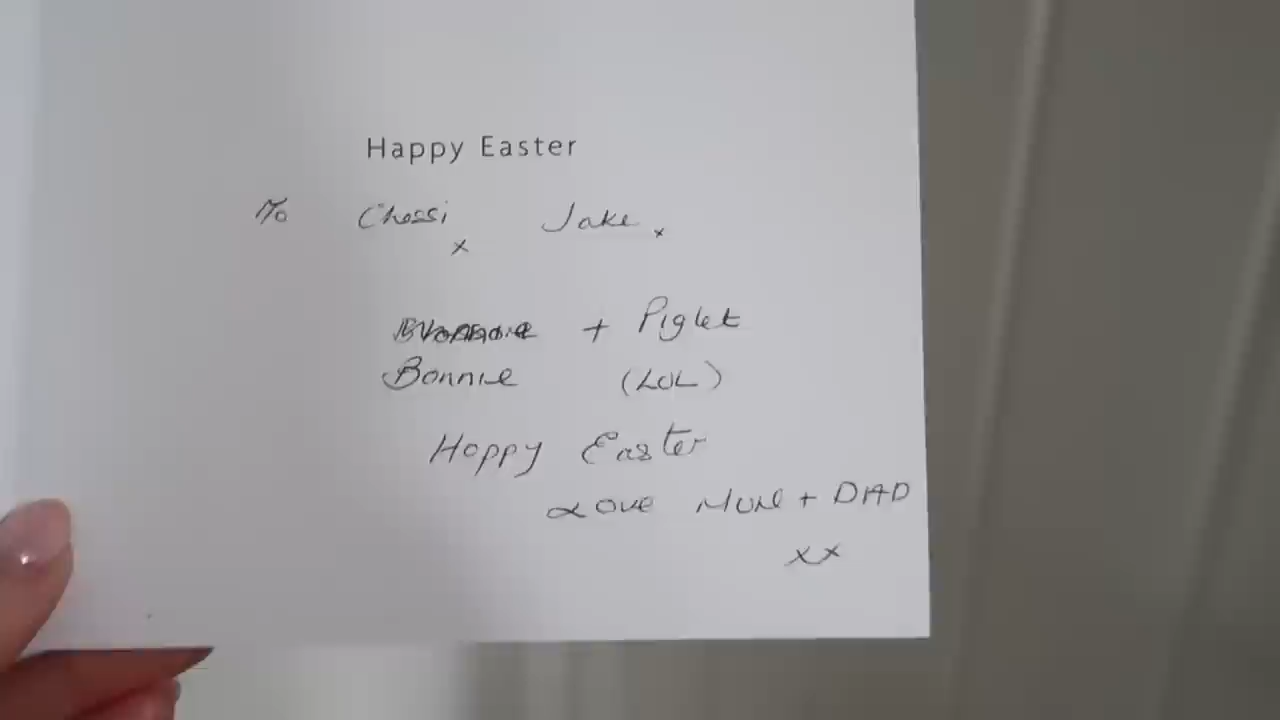 Happy Easter
To Chessi x Jake x
+ Piglet
Bonnie (LOL)
Happy Easter
Love MUM + DAD
xx